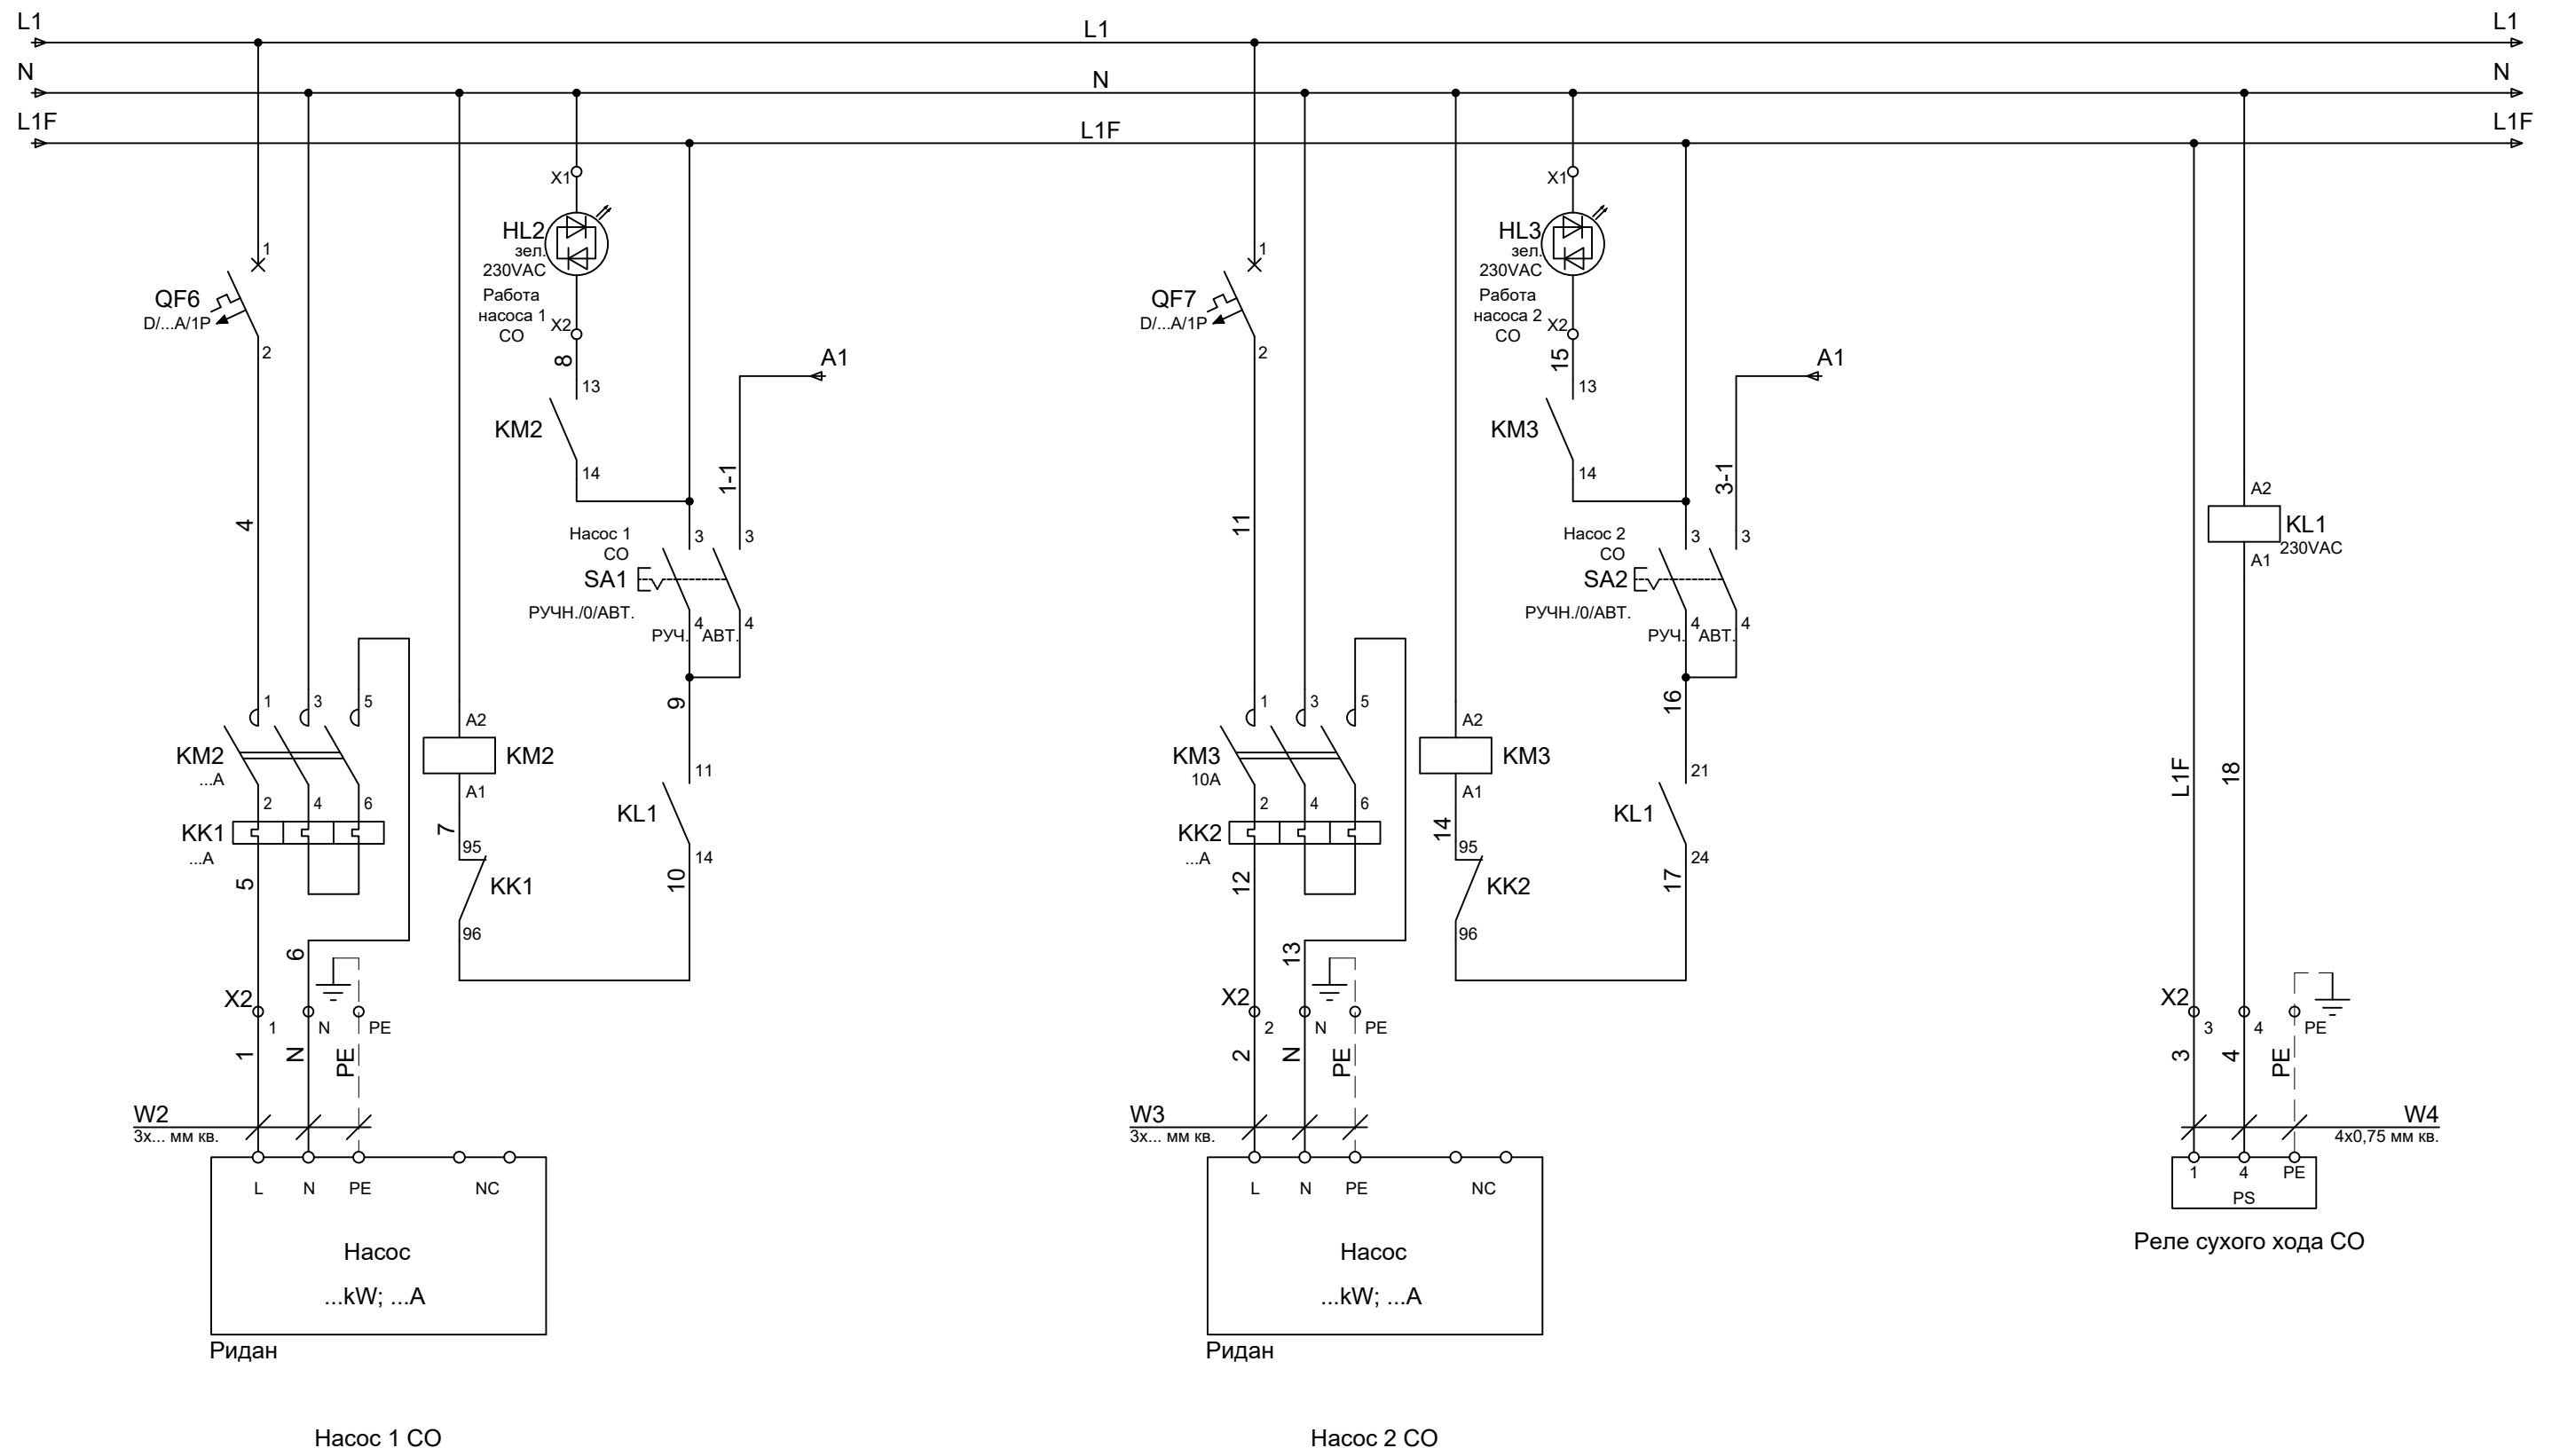 L1
L1
L1
N
N
N
L1F
L1F
L1F
1
QF6
D/...A/1P
2
4
X1
HL2
зел.
230VAC
Работа
насоса 1
СО
X2
8
13
KM2
14
A1
1-1
Насос 1
СО
SA1
РУЧН./0/АВТ.
3
3
4
4
РУЧ.
АВТ.
9
1
3
5
KM2
...A
2
4
6
KK1
...A
5
6
A2
KM2
A1
7
95
KK1
96
11
KL1
14
10
X2
1
N
PE
1
N
PE
W2
3х... мм кв.
L
N
PE
NC
Насос
...kW; ...A
Ридан
Насос 1 СО
1
QF7
D/...A/1P
2
11
X1
HL3
зел.
230VAC
Работа
насоса 2
СО
X2
15
13
KM3
14
A1
3-1
Насос 2
СО
SA2
РУЧН./0/АВТ.
3
3
4
4
РУЧ.
АВТ.
16
1
3
5
KM3
10A
2
4
6
KK2
...A
12
13
A2
KM3
A1
14
95
KK2
96
21
KL1
24
17
X2
2
N
PE
2
N
PE
W3
3х... мм кв.
L
N
PE
NC
Насос
...kW; ...A
Ридан
Насос 2 СО
A2
KL1
230VAC
A1
L1F
18
X2
3
4
PE
3
4
PE
W4
4х0,75 мм кв.
1
4
PE
PS
Реле сухого хода СО